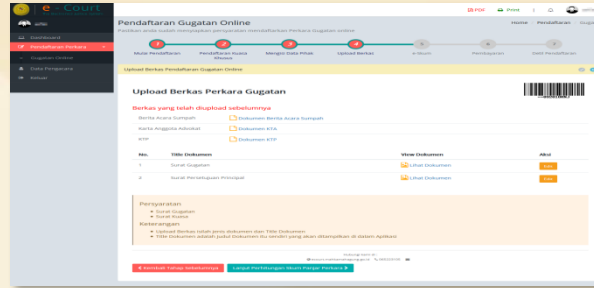 e - Court
PDF
Print
Pendaftaran Gugatan Online
Home Pendaftaran
Pastikan anda telah menyiapkan persyaratan mendaftarkan Perkara Gugatan online
Dashboard
Pendaftaran Perkara
Gugatan Online
Data Pengacara
Keluar
Mulai Pendaftaran
Pendaftaran Kuasa Khusus
Mengisi Data Pihak
Upload Berkas
e-Skum
Pembayaran
Upload Berkas Pendaftaran Gugatan Online
Upload Berkas Perkara Gugatan
Berkas yang telah diupload sebelumnya
Berita Acara Sumpah Dokumen Berita Acara Sumpah
Kartu Anggota Advokat Dokumen KTA
KTP Dokumen KTP
No. Title Dokumen View Dokumen Aksi
1 Surat Gugatan Lihat Dokumen
2 Surat Persetujuan Prinsipal Lihat Dokumen
Persyaratan
Surat Gugatan
Surat Kuasa
Keterangan
Upload Berkas Ialah jenis dokumen dan Title Dokumen
Title Dokumen adalah judul Dokumen itu sendiri yang akan ditampilkan di dalam Aplikasi
Kembali Tahap Sebelumnya
Lanjut Perhitungan Skum Panjar Perkara